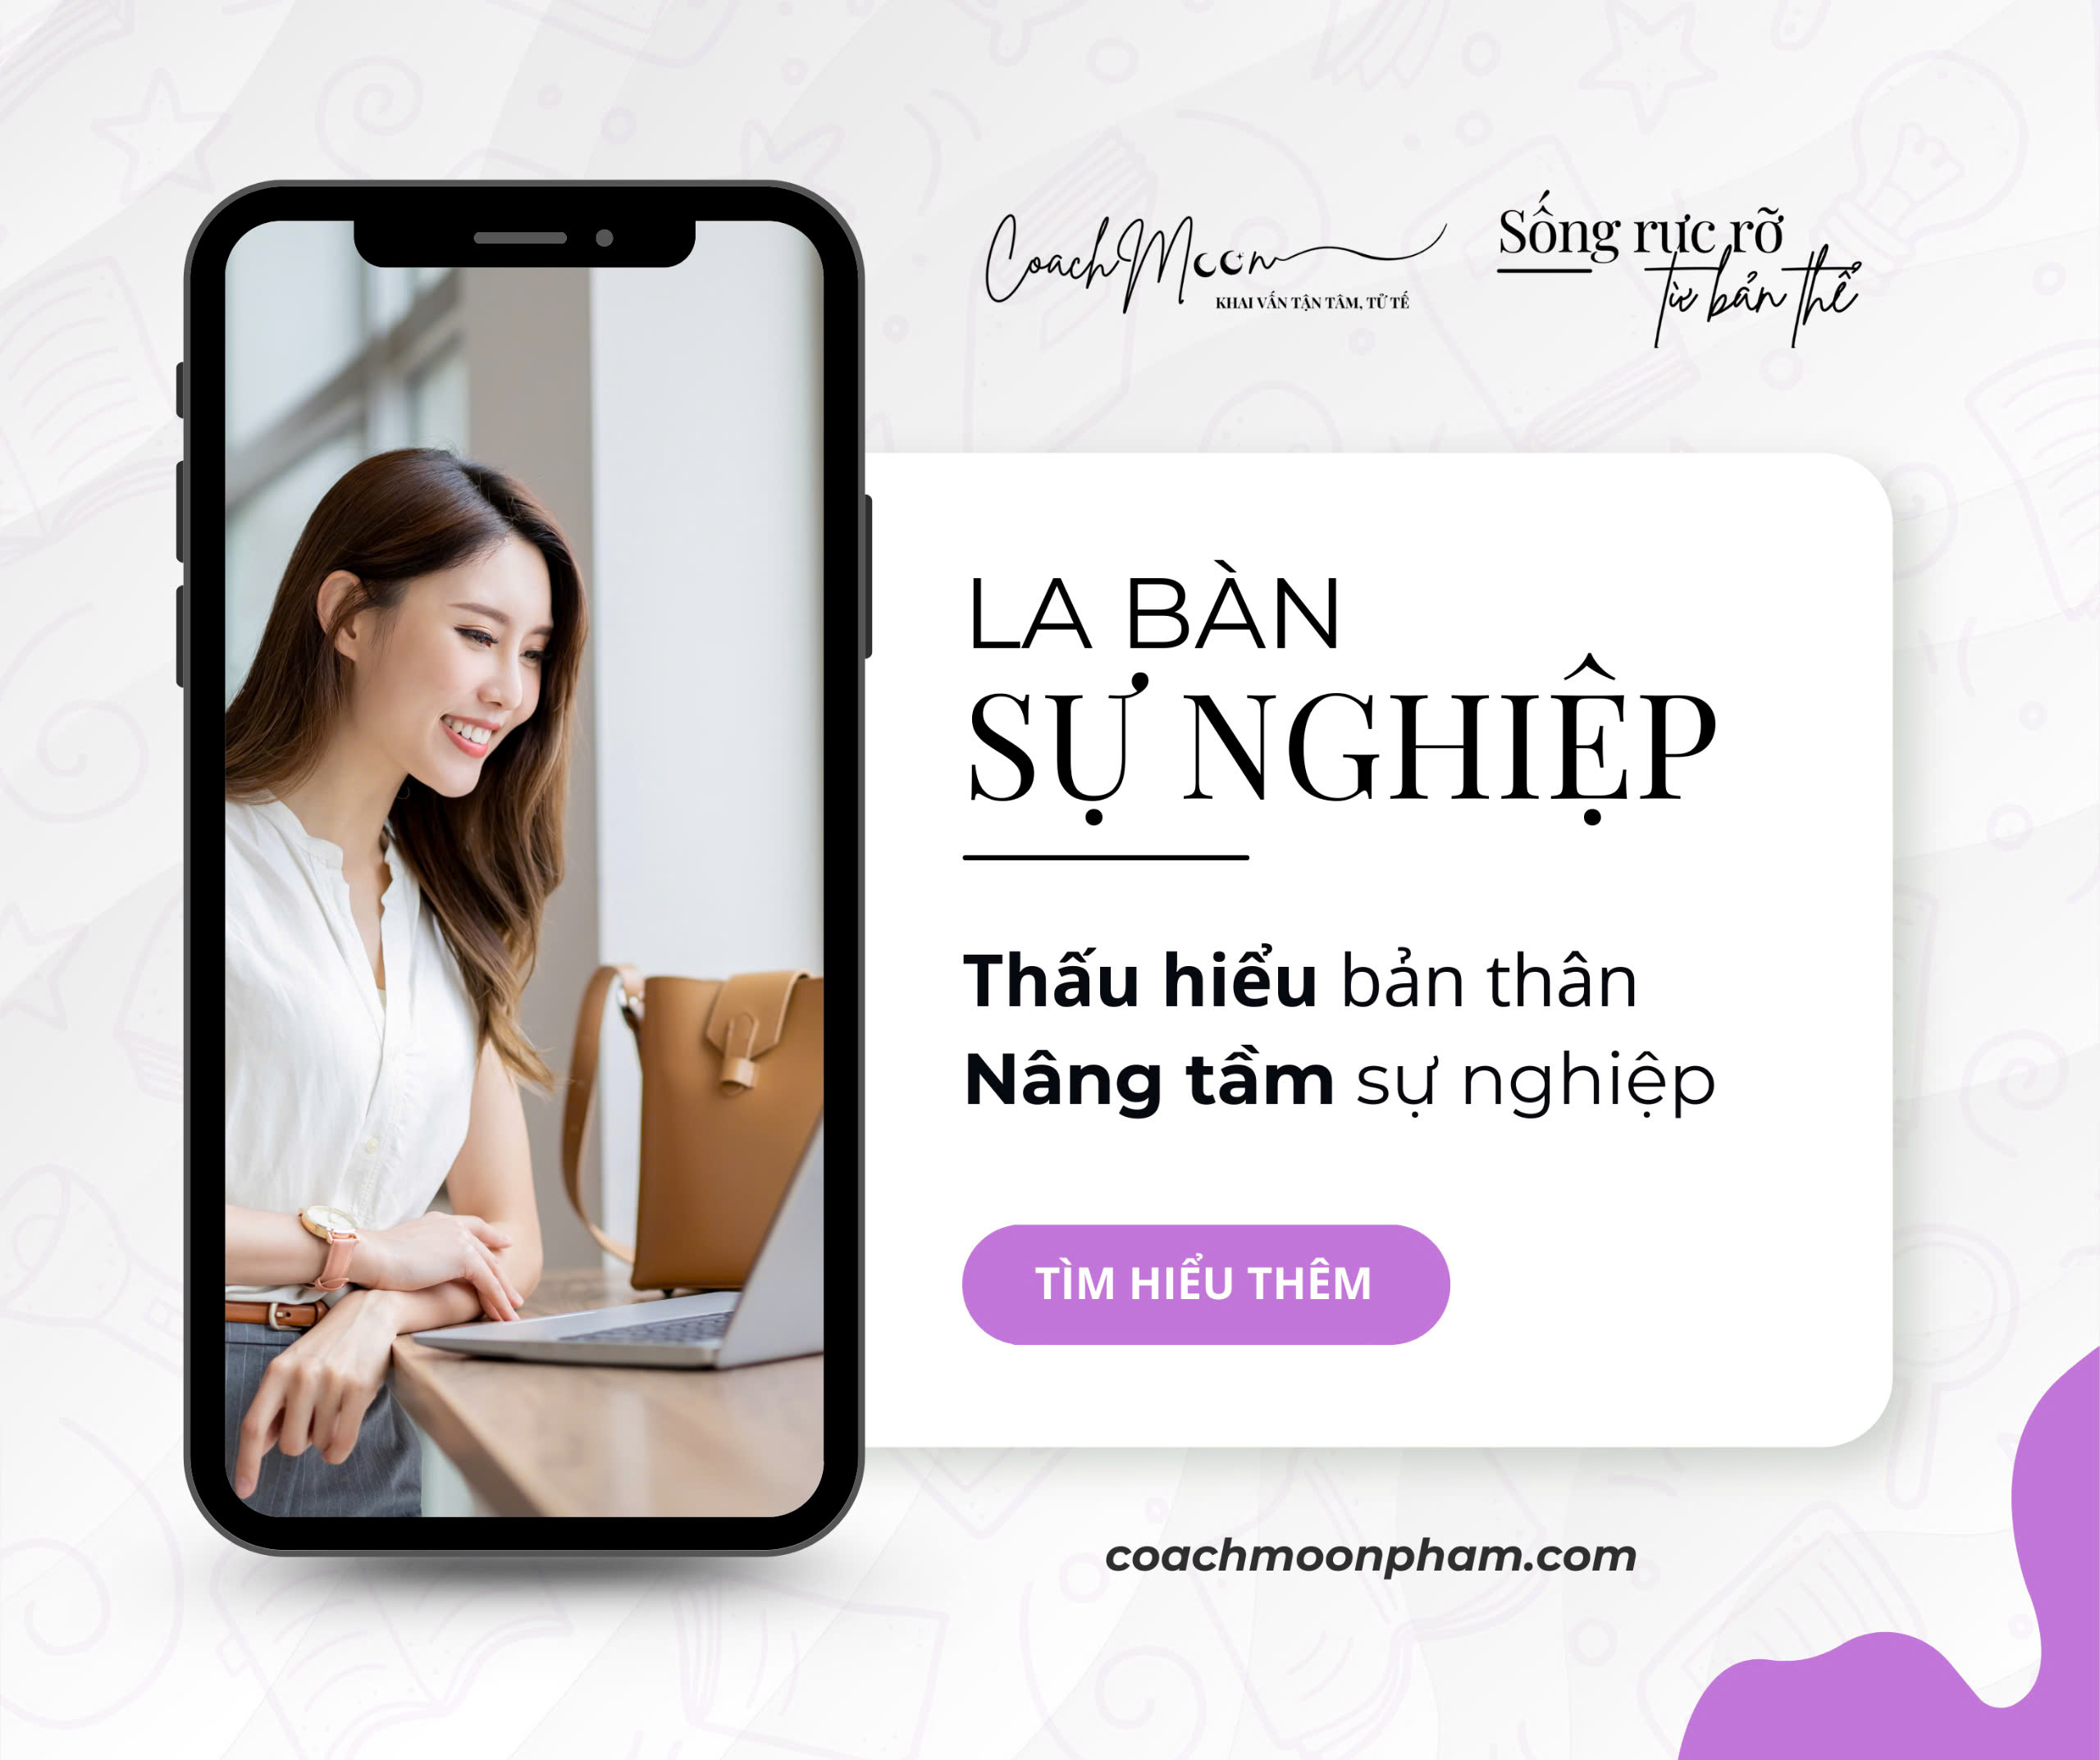 CoachMoon
KHAI VẤN TẬN TÂM, TỬ TẾ
Sống rực rỡ
từ bản thể
LA BÀN
SỰ NGHIỆP
Thấu hiểu bản thân
Nâng tầm sự nghiệp
TÌM HIỂU THÊM
coachmoonpham.com